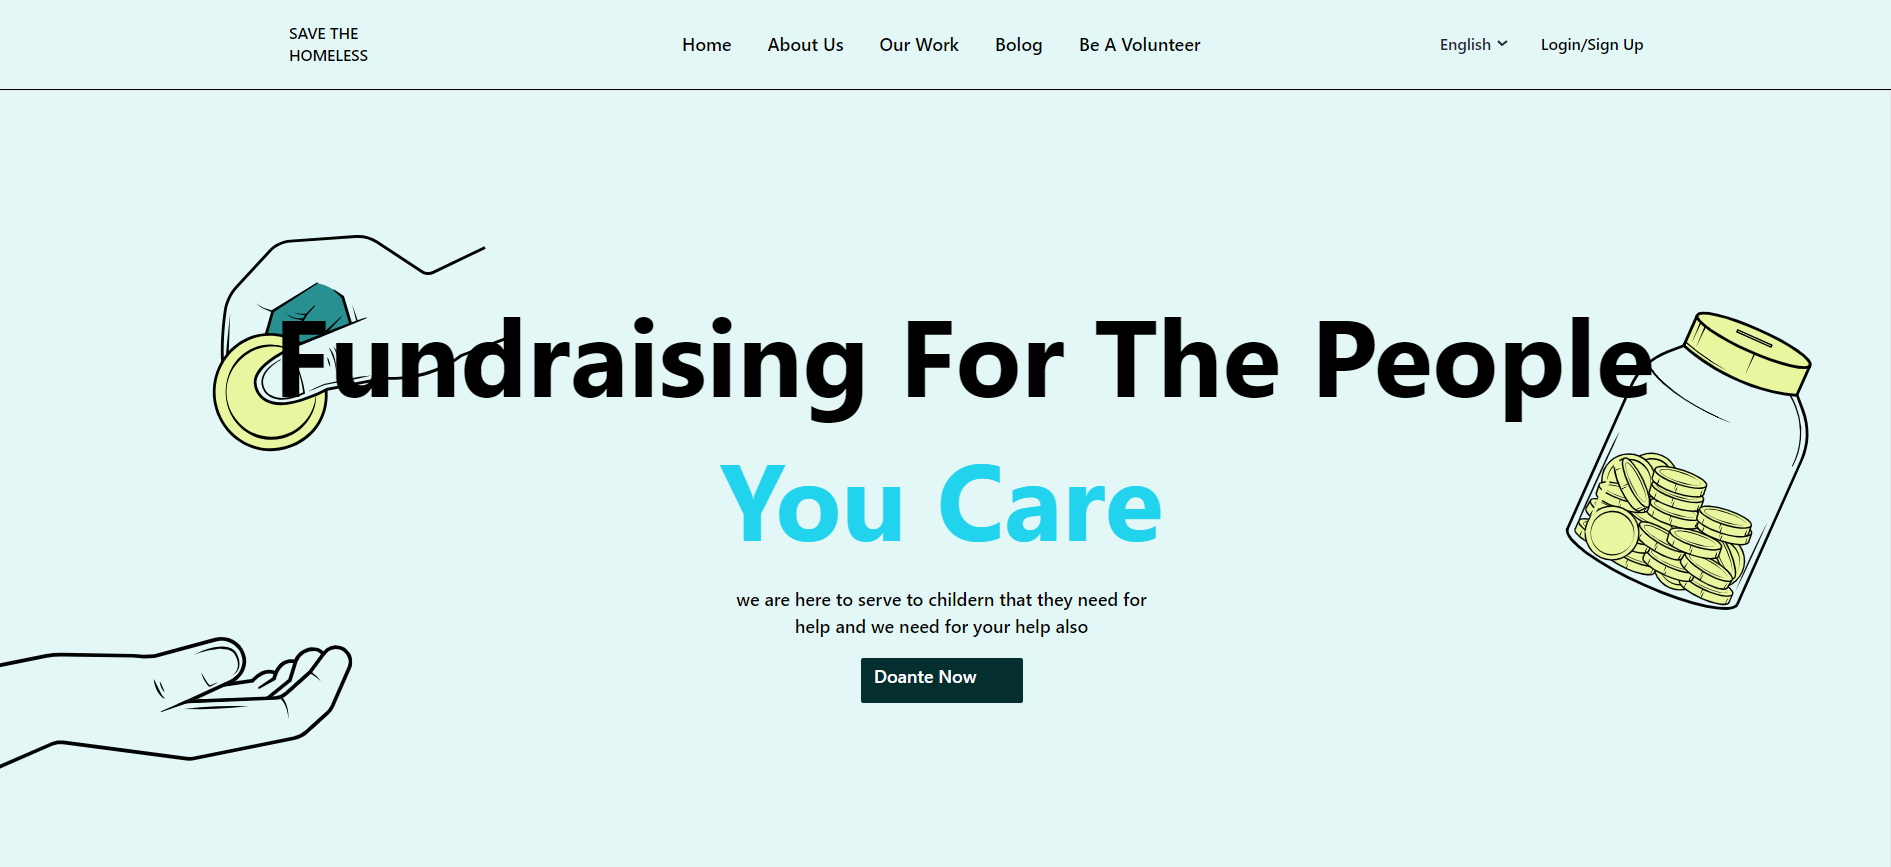 SAVE THE
HOMELESS
Home About Us Our Work Bolog Be A Volunteer
English Login/Sign Up
Fundraising For The People
You Care
we are here to serve to childern that they need for
help and we need for your help also
Doante Now